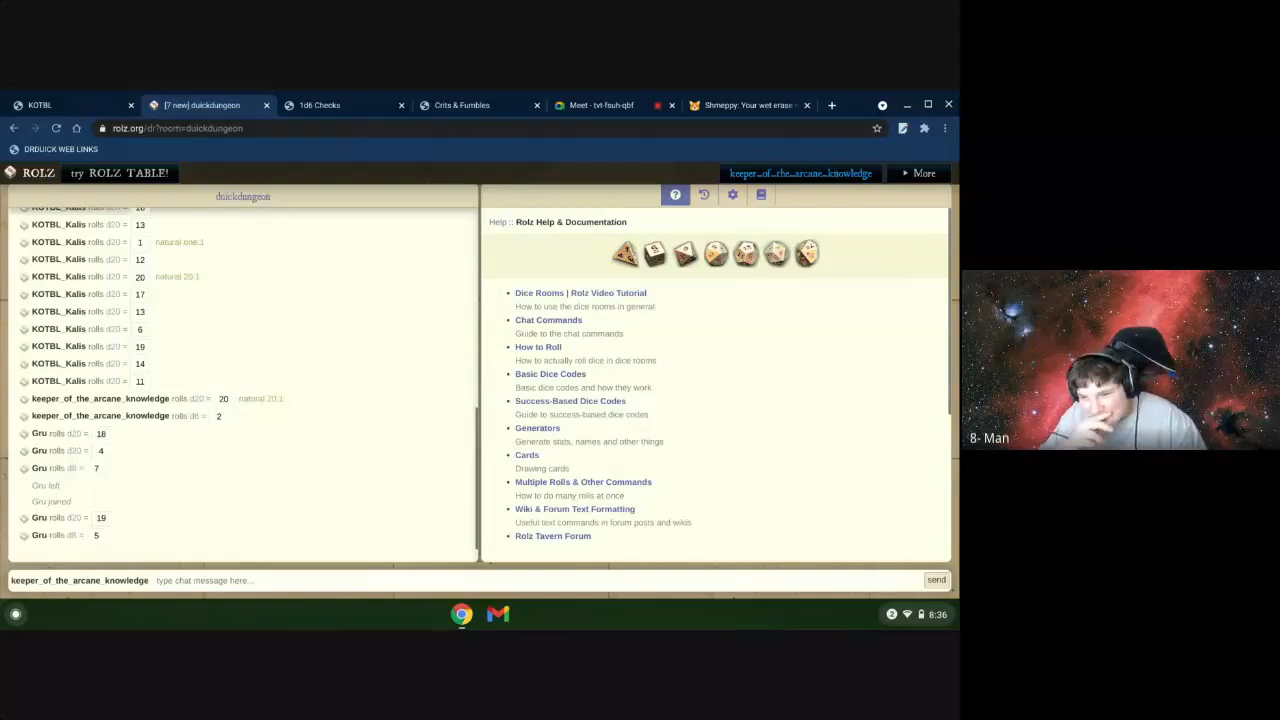 KOTBL
[7 new] duickdungeon
1d6 Checks
Crits & Fumbles
Meet - tvt-fsuh-qbf
Shmeppy: Your wet erase
rolz.org/dr?room=duickdungeon
DRDUICK WEB LINKS
ROLZ
try ROLZ TABLE!
keeper_of_the_arcane_knowledge
More
duickdungeon
KOTBL_Kalis rolls d20 =
KOTBL_Kalis rolls d20 = 13
KOTBL_Kalis rolls d20 = 1 natural one:1
KOTBL_Kalis rolls d20 = 12
KOTBL_Kalis rolls d20 = 20 natural 20:1
KOTBL_Kalis rolls d20 = 17
KOTBL_Kalis rolls d20 = 13
KOTBL_Kalis rolls d20 = 6
KOTBL_Kalis rolls d20 = 19
KOTBL_Kalis rolls d20 = 14
KOTBL_Kalis rolls d20 = 11
keeper_of_the_arcane_knowledge rolls d20 = 20 natural 20:1
keeper_of_the_arcane_knowledge rolls d6 = 2
Gru rolls d20 = 18
Gru rolls d20 = 4
Gru rolls d8 = 7
Gru left
Gru joined
Gru rolls d20 = 19
Gru rolls d8 = 5
Help :: Rolz Help & Documentation
• Dice Rooms | Rolz Video Tutorial
How to use the dice rooms in general
• Chat Commands
Guide to the chat commands
• How to Roll
How to actually roll dice in dice rooms
• Basic Dice Codes
Basic dice codes and how they work
• Success-Based Dice Codes
Guide to success-based dice codes
• Generators
Generate stats, names and other things
• Cards
Drawing cards
• Multiple Rolls & Other Commands
How to do many rolls at once
• Wiki & Forum Text Formatting
Useful text commands in forum posts and wikis
• Rolz Tavern Forum
keeper_of_the_arcane_knowledge type chat message here...
send
2
8:36
8- Man